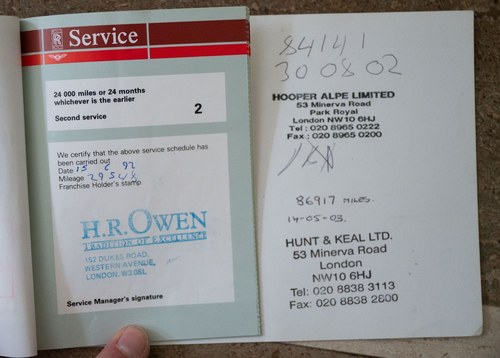 Service
24 000 miles or 24 months
whichever is the earlier
Second service
2
We certify that the above service schedule has
been carried out
Date 15 6 92
Mileage 29548
Franchise Holder's stamp
H.R.OWEN
TRADITION OF EXCELLENCE
152 DUKES ROAD,
WESTERN AVENUE,
LONDON, W3 0SL
Service Manager's signature
84141
30 08 02
HOOPER ALPE LIMITED
53 Minerva Road
Park Royal
London NW10 6HJ
Tel : 020 8965 0222
Fax : 020 8965 0200
86917 MILES.
14-05-03.
HUNT & KEAL LTD.
53 Minerva Road
London
NW10 6HJ
Tel: 020 8838 3113
Fax: 020 8838 2600